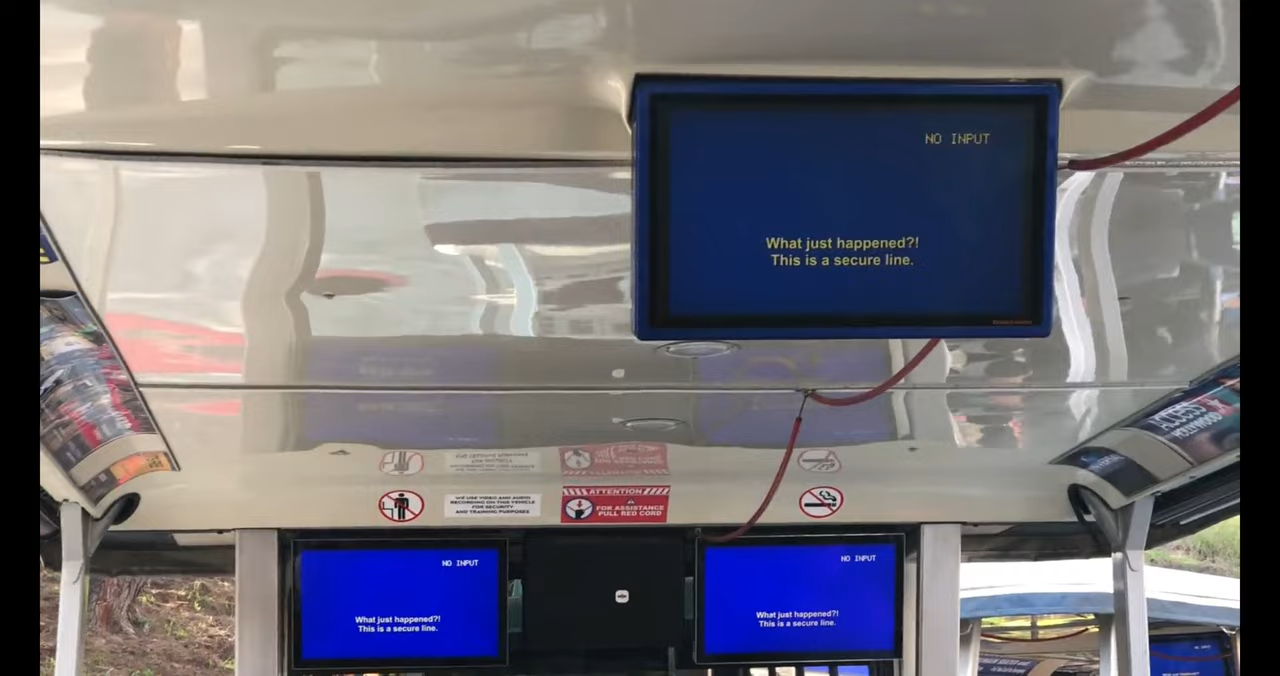 NO INPUT
What just happened?!
This is a secure line.
ACCESS
HOLLYWOOD
WE USE VIDEO AND AUDIO
RECORDING ON THIS VEHICLE
FOR SECURITY
AND TRAINING PURPOSES
ATTENTION
FOR ASSISTANCE
PULL RED CORD
NO INPUT
What just happened?!
This is a secure line.
NO INPUT
What just happened?!
This is a secure line.